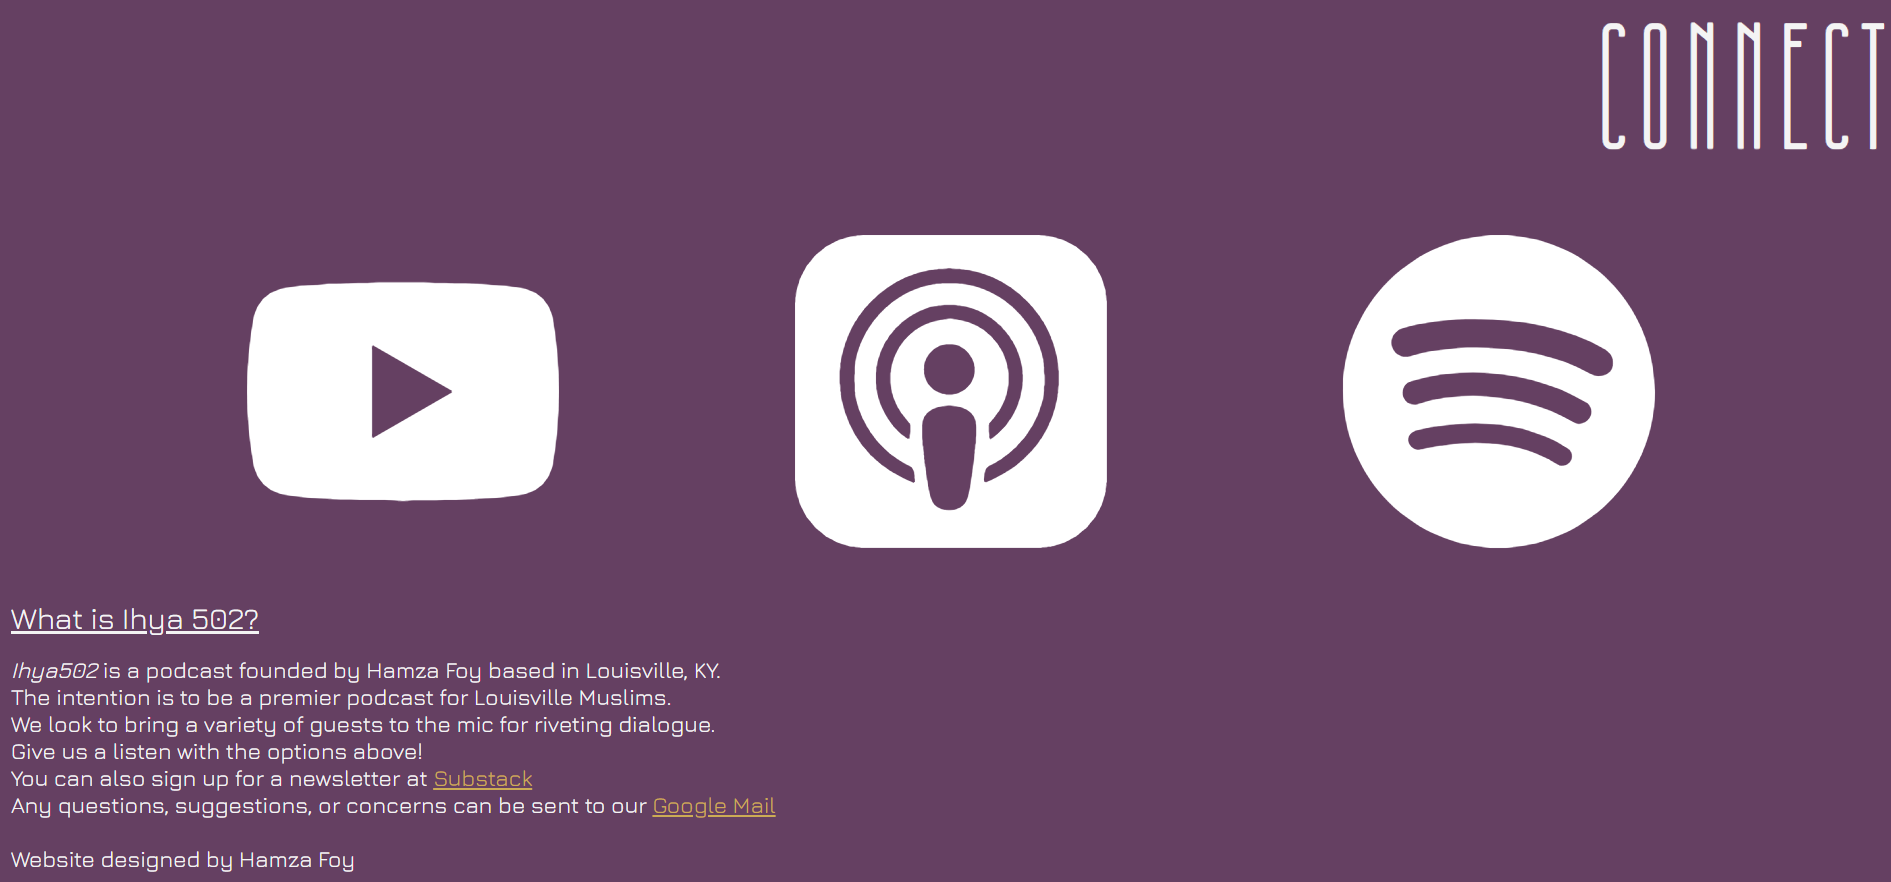 CONNECT
What is Ihya 502?
Ihya502 is a podcast founded by Hamza Foy based in Louisville, KY.
The intention is to be a premier podcast for Louisville Muslims.
We look to bring a variety of guests to the mic for riveting dialogue.
Give us a listen with the options above!
You can also sign up for a newsletter at Substack
Any questions, suggestions, or concerns can be sent to our Google Mail
Website designed by Hamza Foy